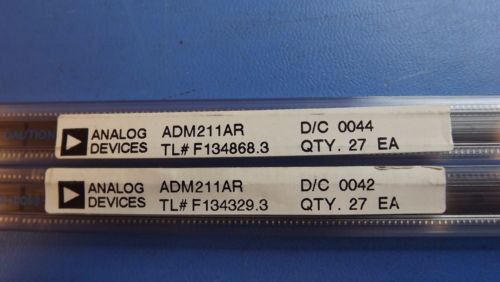 CAUTION
ANALOG DEVICES ADM211AR D/C 0044
TL# F134868.3 QTY. 27 EA
ANALOG DEVICES ADM211AR D/C 0042
TL# F134329.3 QTY. 27 EA